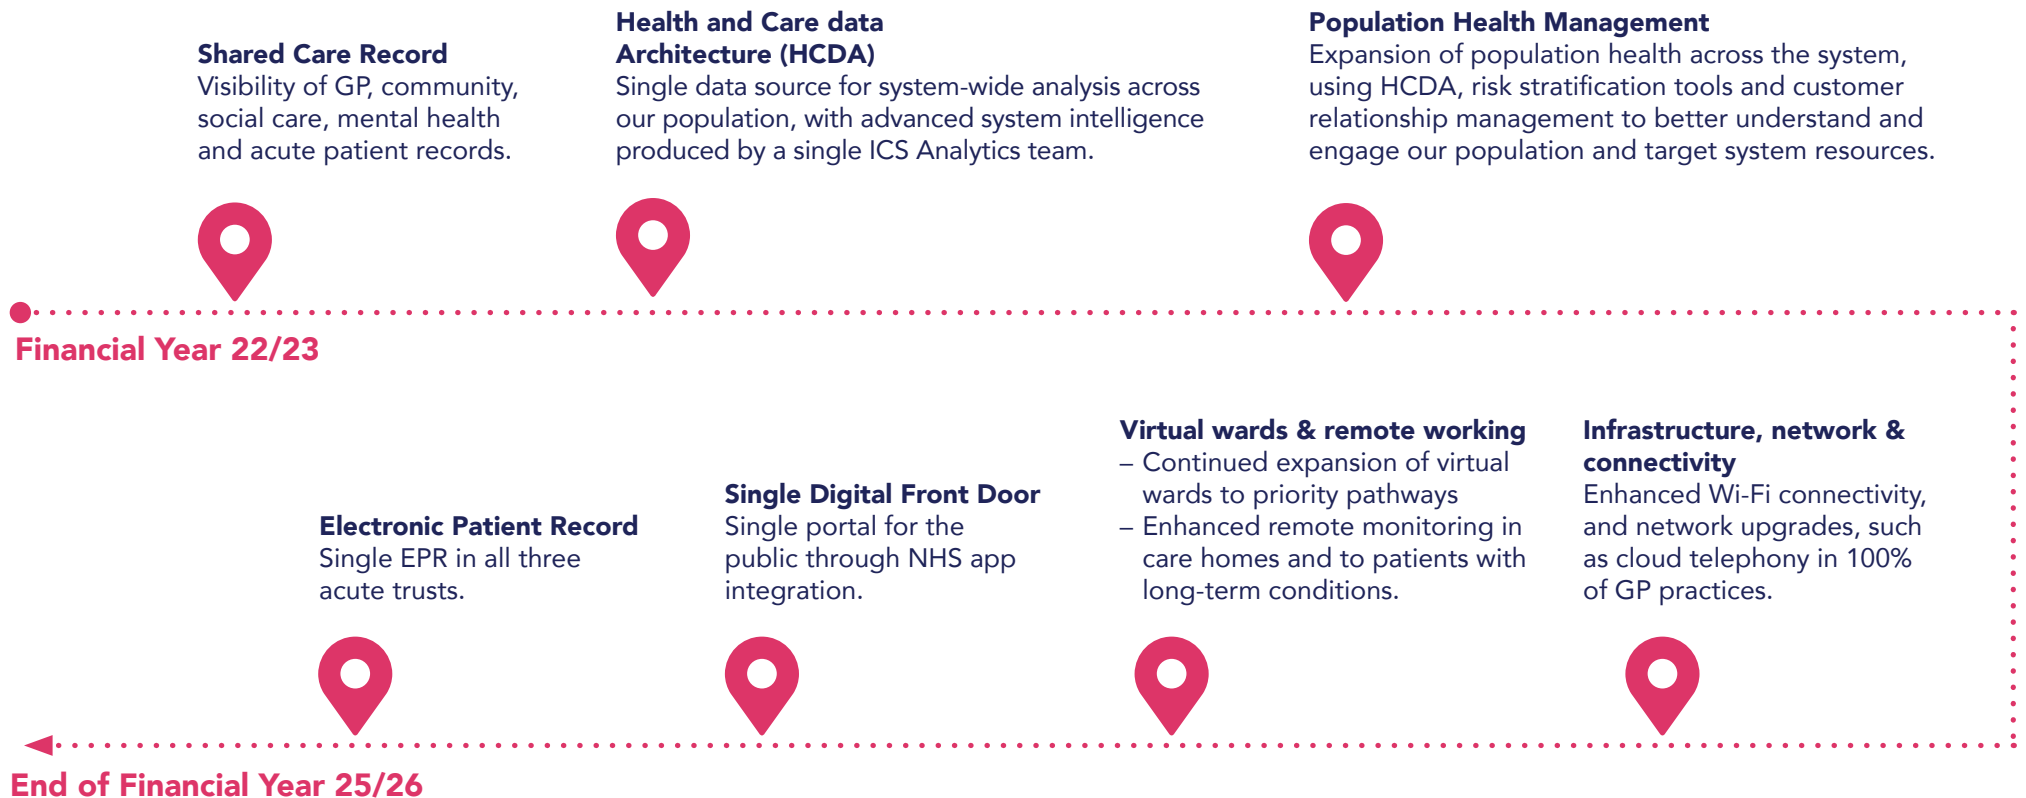 Shared Care Record
Visibility of GP, community,
social care, mental health
and acute patient records.
Health and Care data
Architecture (HCDA)
Single data source for system-wide analysis across
our population, with advanced system intelligence
produced by a single ICS Analytics team.
Population Health Management
Expansion of population health across the system,
using HCDA, risk stratification tools and customer
relationship management to better understand and
engage our population and target system resources.
Financial Year 22/23
Infrastructure, network &
connectivity
Enhanced Wi-Fi connectivity,
and network upgrades, such
as cloud telephony in 100%
of GP practices.
Virtual wards & remote working
– Continued expansion of virtual
wards to priority pathways
– Enhanced remote monitoring in
care homes and to patients with
long-term conditions.
Single Digital Front Door
Single portal for the
public through NHS app
integration.
Electronic Patient Record
Single EPR in all three
acute trusts.
End of Financial Year 25/26